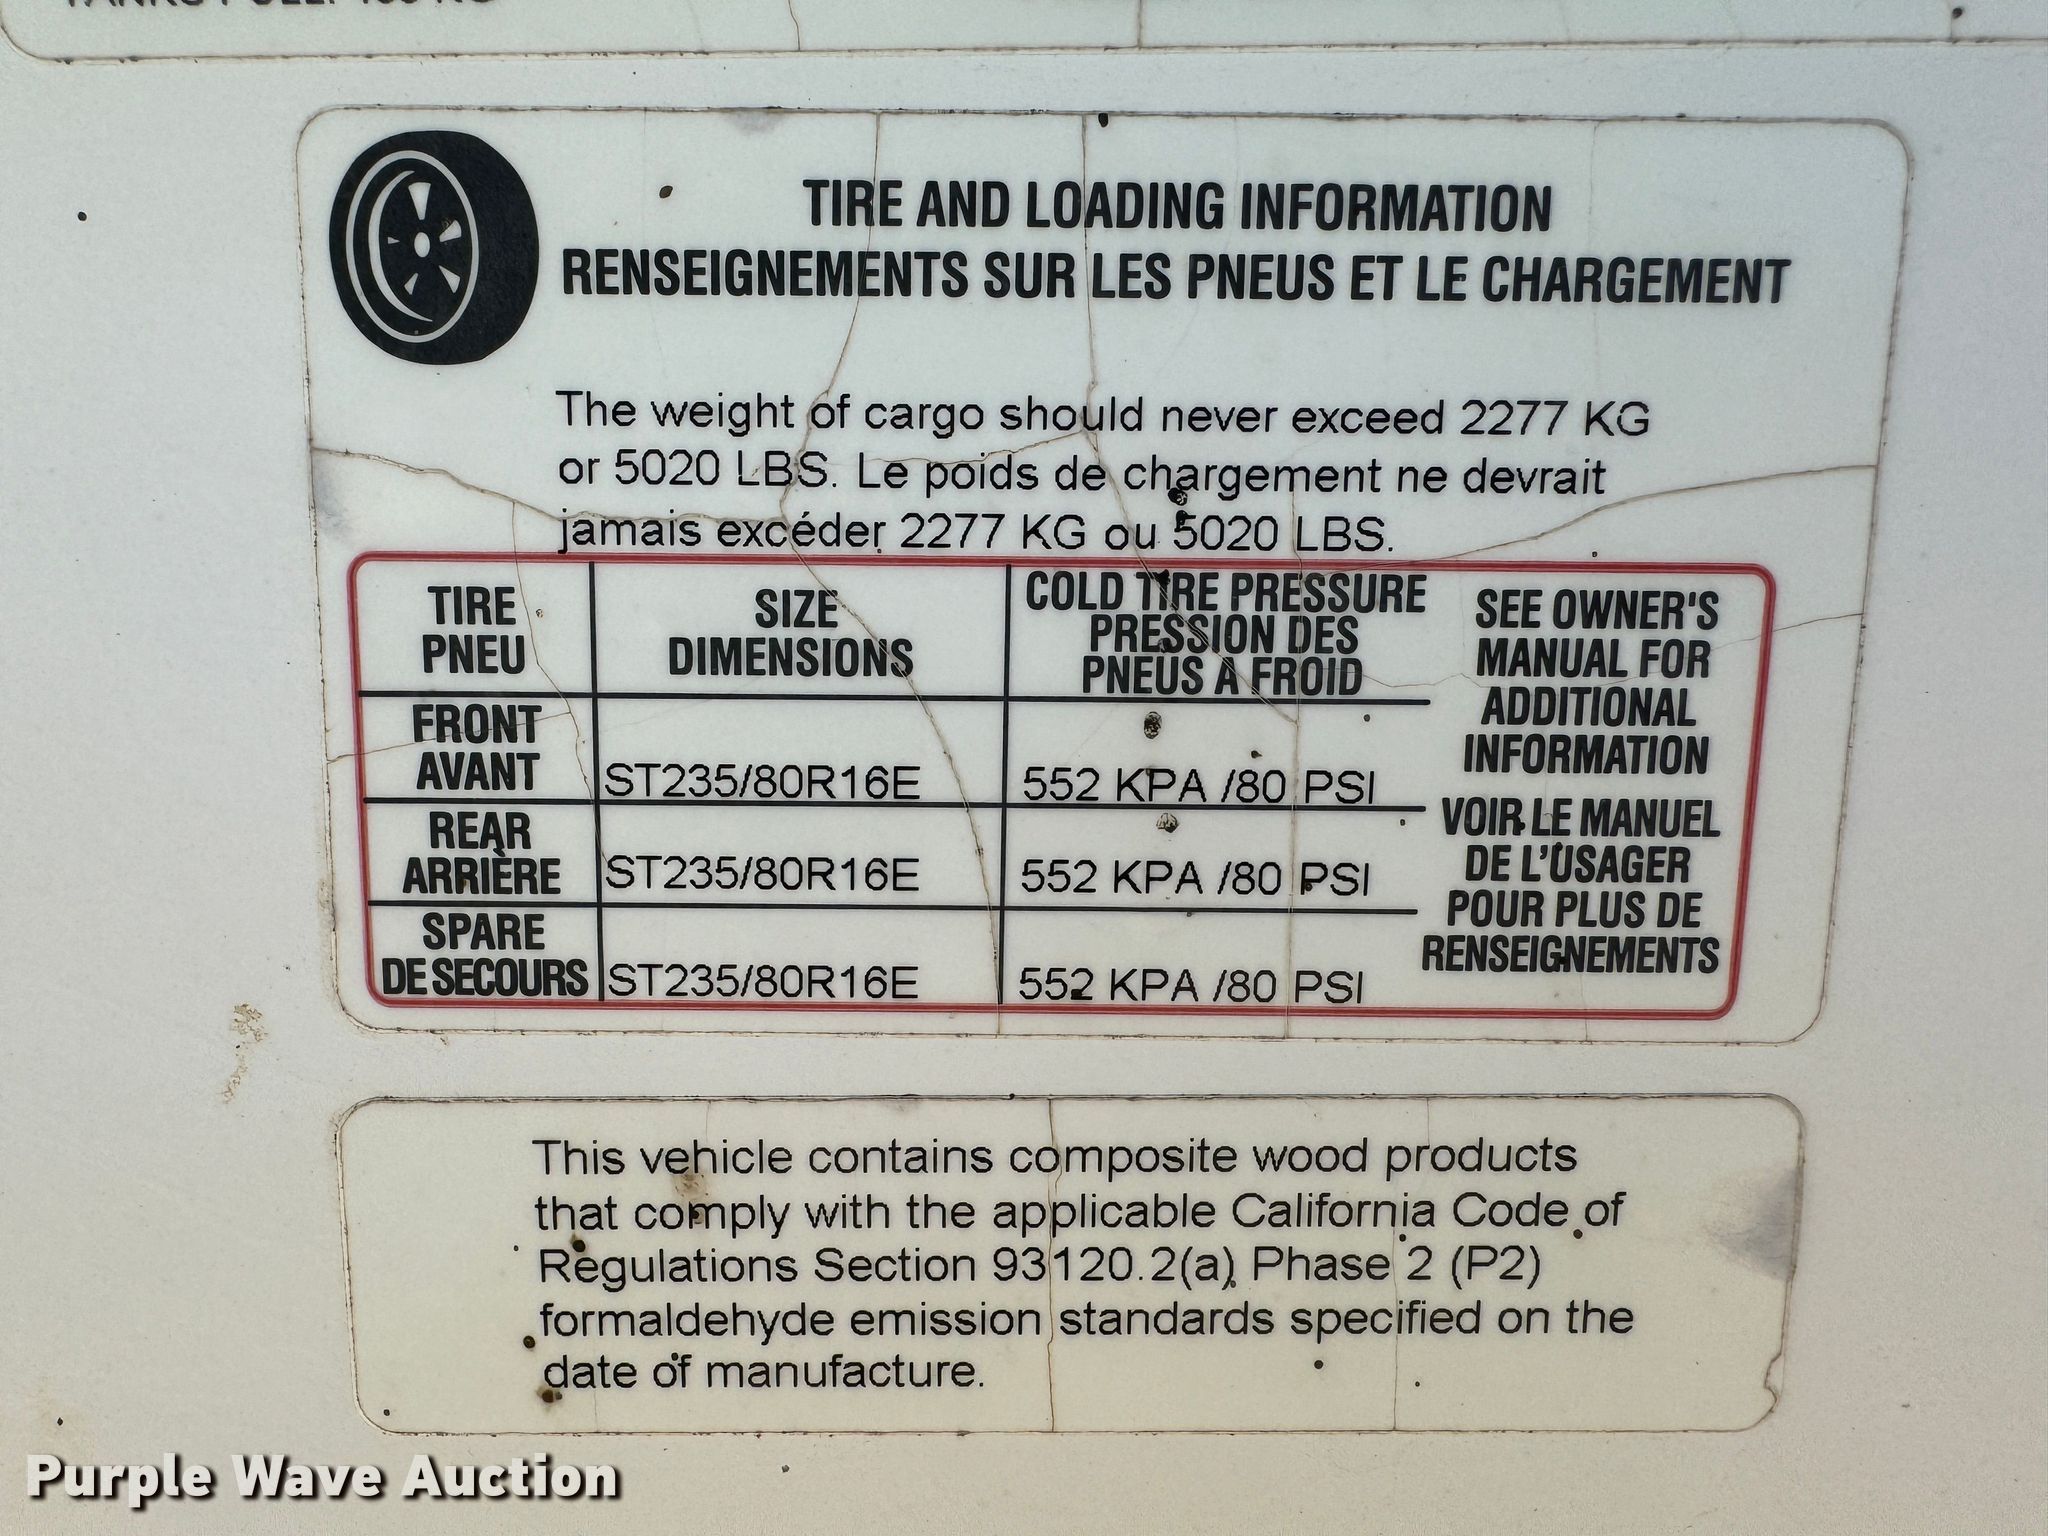 TIRE AND LOADING INFORMATION
RENSEIGNEMENTS SUR LES PNEUS ET LE CHARGEMENT
The weight of cargo should never exceed 2277 KG
or 5020 LBS. Le poids de chargement ne devrait
jamais excéder 2277 KG ou 5020 LBS.
TIRE
PNEU
SIZE
DIMENSIONS
COLD TIRE PRESSURE
PRESSION DES
PNEUS A FROID
SEE OWNER'S
MANUAL FOR
ADDITIONAL
INFORMATION
VOIR LE MANUEL
DE L'USAGER
POUR PLUS DE
RENSEIGNEMENTS
FRONT
AVANT
ST235/80R16E
552 KPA /80 PSI
REAR
ARRIÈRE
ST235/80R16E
552 KPA /80 PSI
SPARE
DE SECOURS
ST235/80R16E
552 KPA /80 PSI
This vehicle contains composite wood products
that comply with the applicable California Code of
Regulations Section 93120.2(a) Phase 2 (P2)
formaldehyde emission standards specified on the
date of manufacture.
Purple Wave Auction